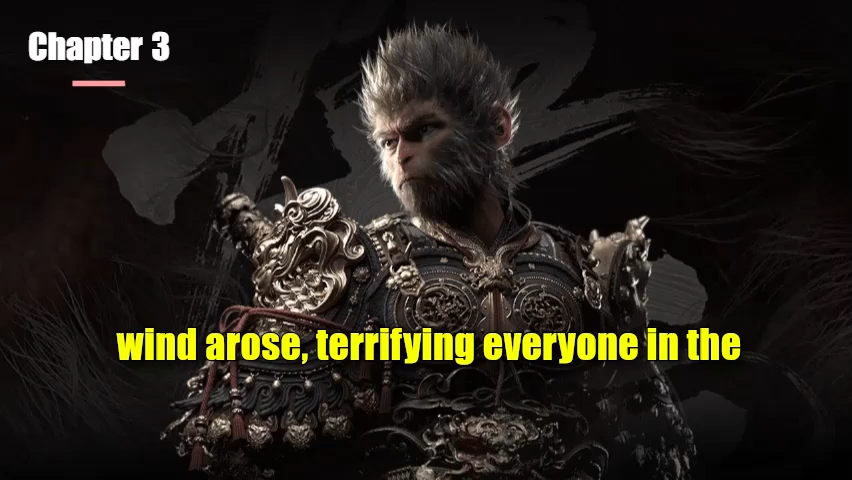 Chapter 3
wind arose, terrifying everyone in the